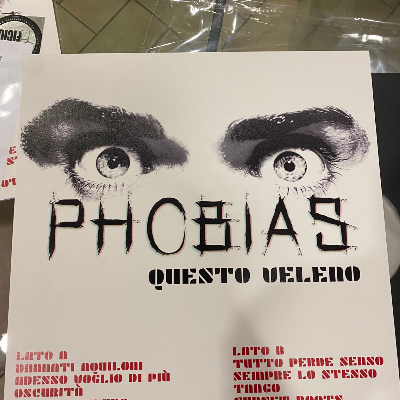 PHOBIAS
QUESTO VELENO
LATO A
DANNATI AQUILONI
ADESSO VOGLIO DI PIÙ
OSCURITÀ
LATO B
TUTTO PERDE SENSO
SEMPRE LO STESSO
TANGO